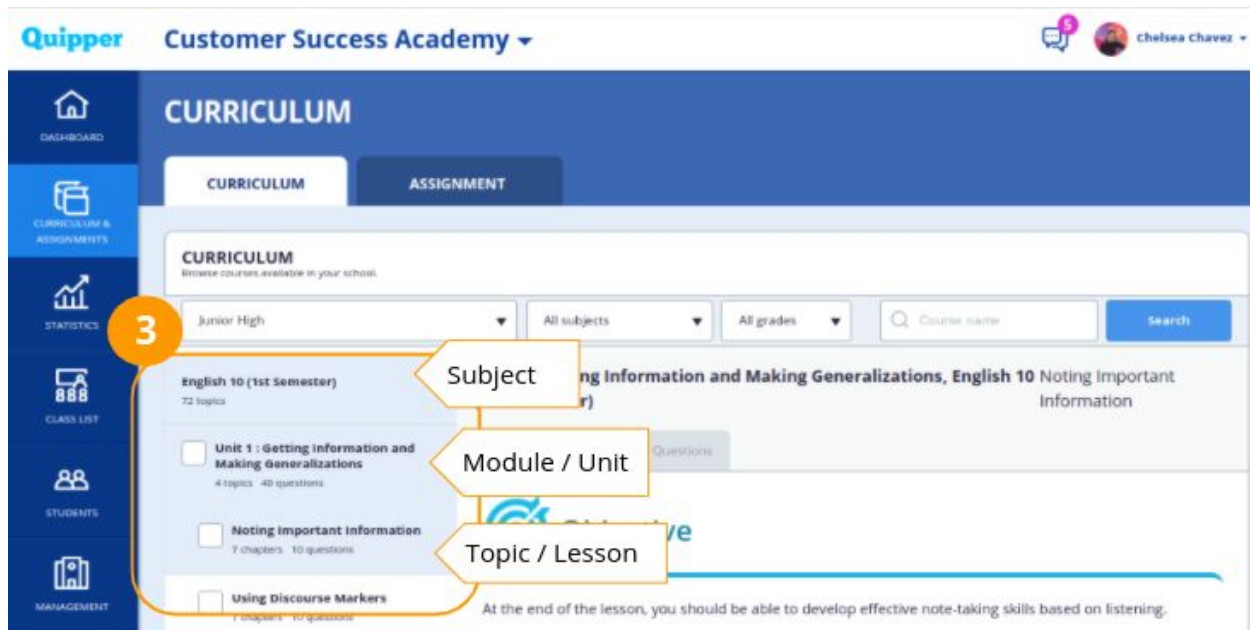 Quipper
Customer Success Academy
5
Chelsea Chavez
DASHBOARD
CURRICULUM & ASSIGNMENTS
STATISTICS
CLASS LIST
STUDENTS
MANAGEMENT
CURRICULUM
CURRICULUM
ASSIGNMENT
CURRICULUM
Browse courses available in your school.
Junior High
All subjects
All grades
Course name
Search
3
English 10 (1st Semester)
72 topics
Subject
Unit 1 : Getting Information and
Making Generalizations
4 topics 40 questions
Module / Unit
Noting Important Information
7 chapters 10 questions
Topic / Lesson
Using Discourse Markers
7 chapters 10 questions
ng Information and Making Generalizations, English 10
r)
Noting Important
Information
Questions
At the end of the lesson, you should be able to develop effective note-taking skills based on listening.